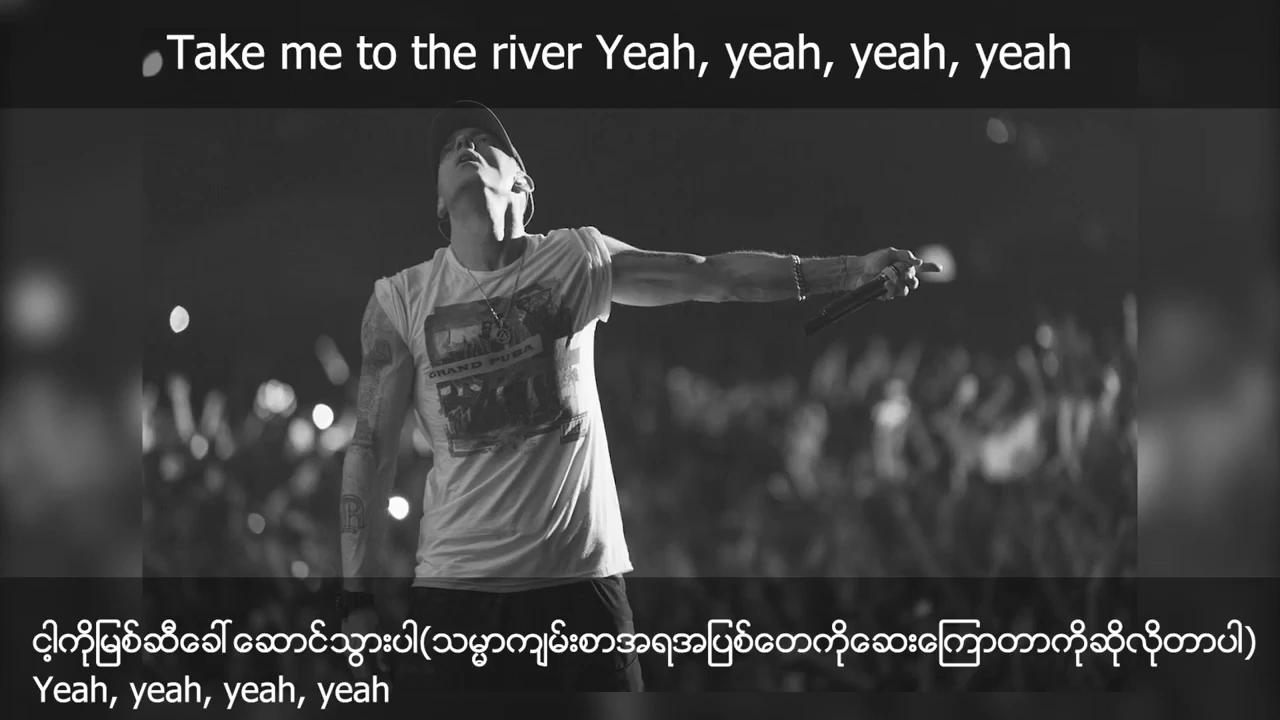 Take me to the river Yeah, yeah, yeah, yeah
GRAND PUBA
R
ငါ့ကိုမြစ်ဆီခေါ်ဆောင်သွားပါ(သမ္မာကျမ်းစာအရအပြစ်တေကိုဆေးကြောတာကိုဆိုလိုတာပါ)
Yeah, yeah, yeah, yeah